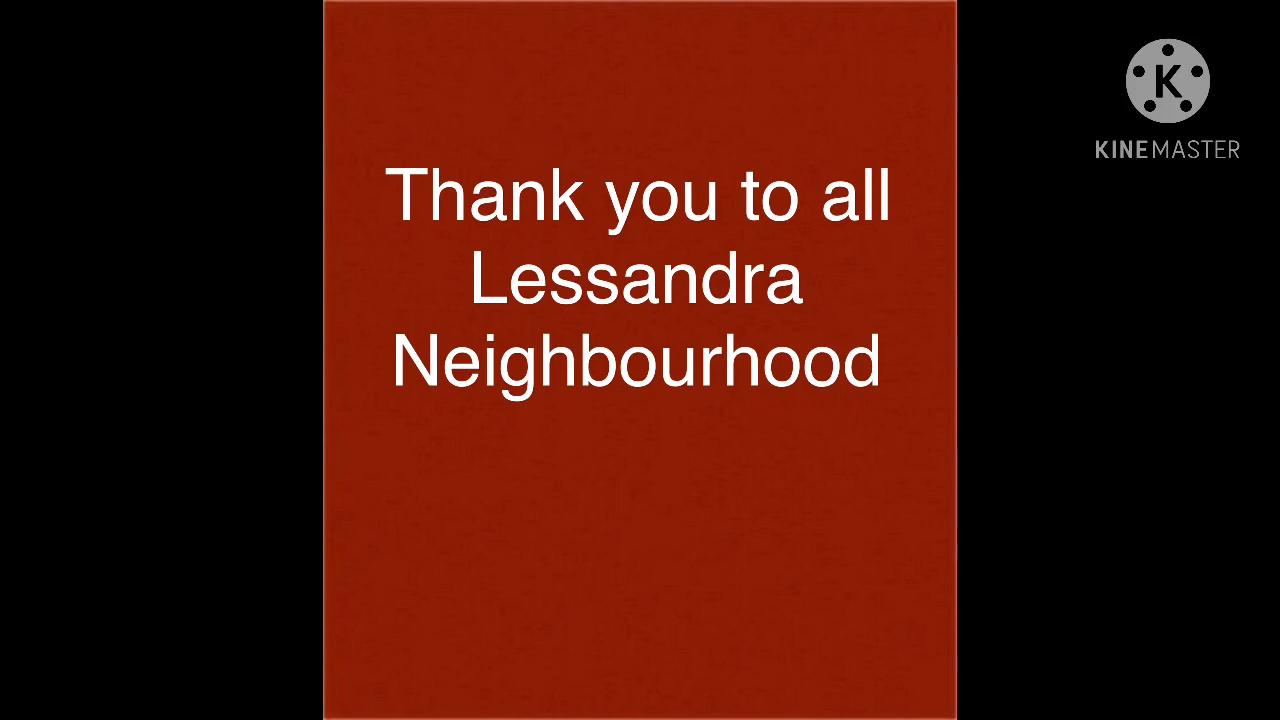 Thank you to all
Lessandra
Neighbourhood
K
KINEMASTER